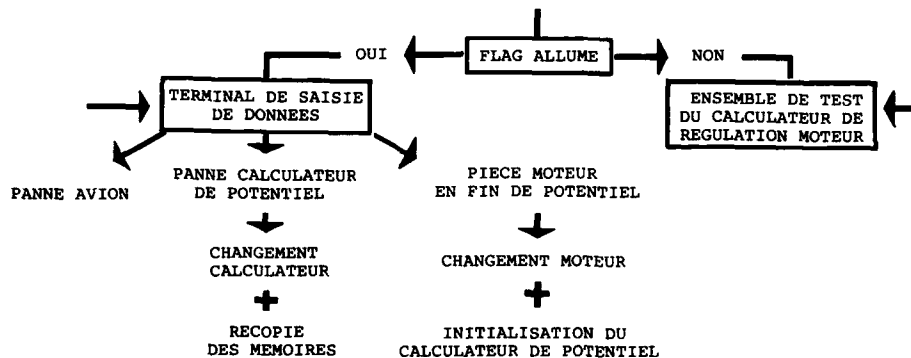 OUI
FLAG ALLUME
NON
TERMINAL DE SAISIE
DE DONNEES
ENSEMBLE DE TEST
DU CALCULATEUR DE
REGULATION MOTEUR
PANNE AVION
PANNE CALCULATEUR
DE POTENTIEL
PIECE MOTEUR
EN FIN DE POTENTIEL
CHANGEMENT
CALCULATEUR
CHANGEMENT MOTEUR
+
+
RECOPIE
DES MEMOIRES
INITIALISATION DU
CALCULATEUR DE POTENTIEL